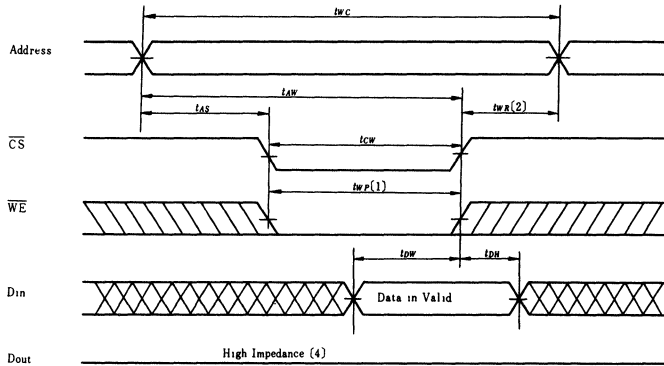 tWC
Address
tAW
tAS
tWR(2)
CS
tCW
tWP(1)
WE
tDW
tDH
Din
Data in Valid
Dout
High Impedance (4)